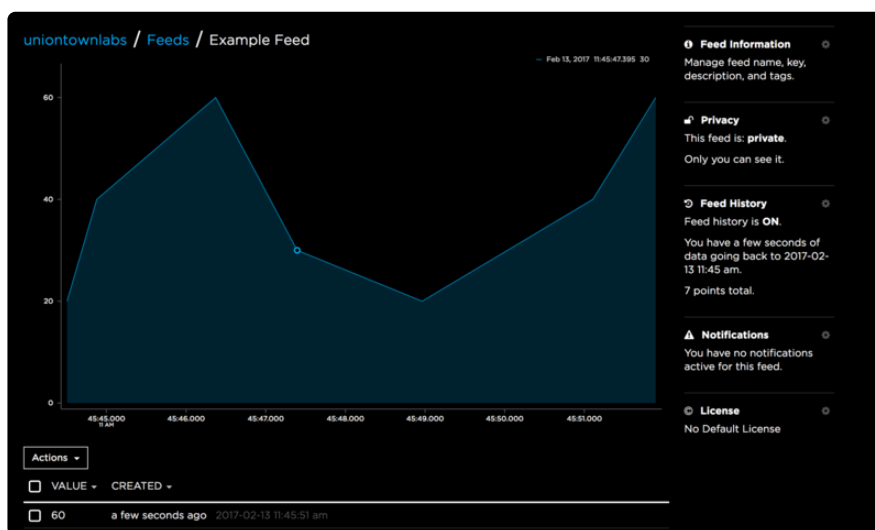 uniontownlabs / Feeds / Example Feed
Feb 13, 2017 11:45:47.395 30
60
40
20
0
45:45.000 45:46.000 45:47.000 45:48.000 45:49.000 45:50.000 45:51.000
11 AM
Feed Information
Manage feed name, key,
description, and tags.
Privacy
This feed is: private.
Only you can see it.
Feed History
Feed history is ON.
You have a few seconds of
data going back to 2017-02-
13 11:45 am.
7 points total.
Notifications
You have no notifications
active for this feed.
License
No Default License
Actions
VALUE CREATED
60 a few seconds ago 2017-02-13 11:45:51 am